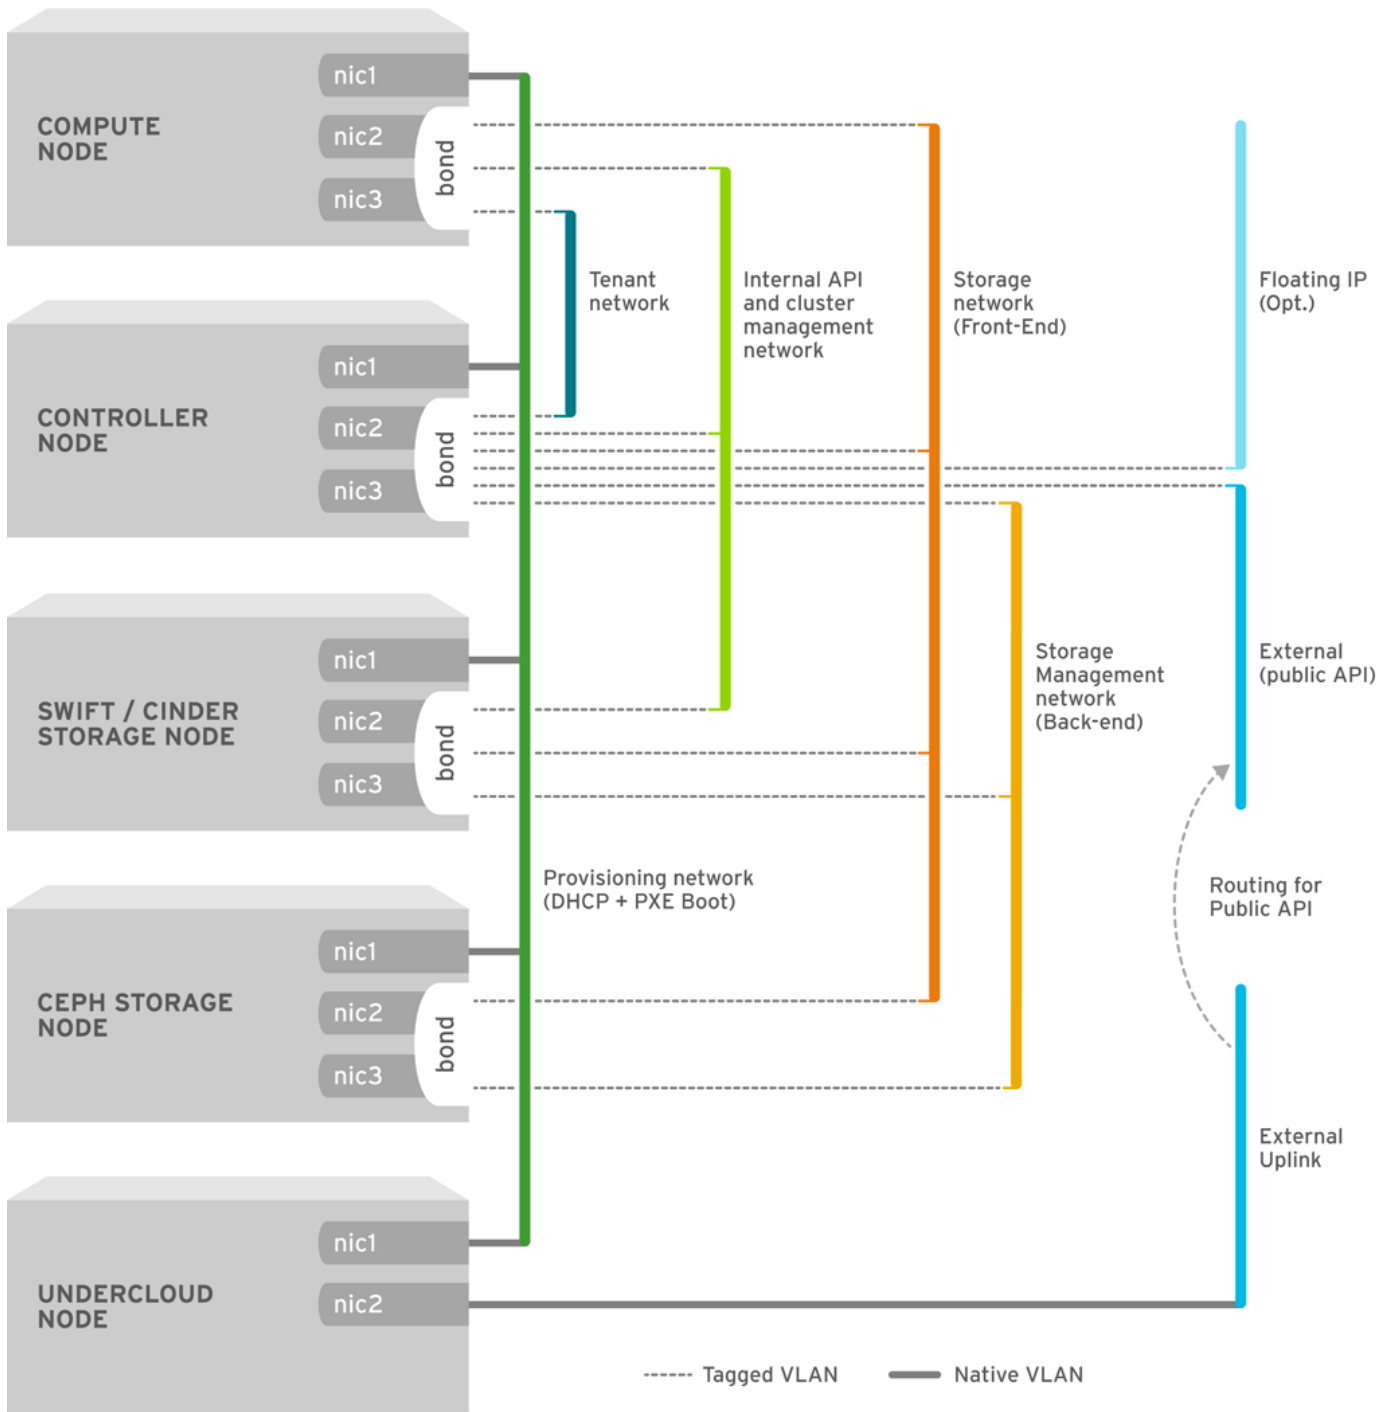 COMPUTE
NODE
nic1
nic2
nic3
bond
Tenant
network
Internal API
and cluster
management
network
Storage
network
(Front-End)
Floating IP
(Opt.)
CONTROLLER
NODE
nic1
nic2
nic3
bond
SWIFT / CINDER
STORAGE NODE
nic1
nic2
nic3
bond
Storage
Management
network
(Back-end)
External
(public API)
Provisioning network
(DHCP + PXE Boot)
Routing for
Public API
CEPH STORAGE
NODE
nic1
nic2
nic3
bond
External
Uplink
UNDERCLOUD
NODE
nic1
nic2
Tagged VLAN
Native VLAN